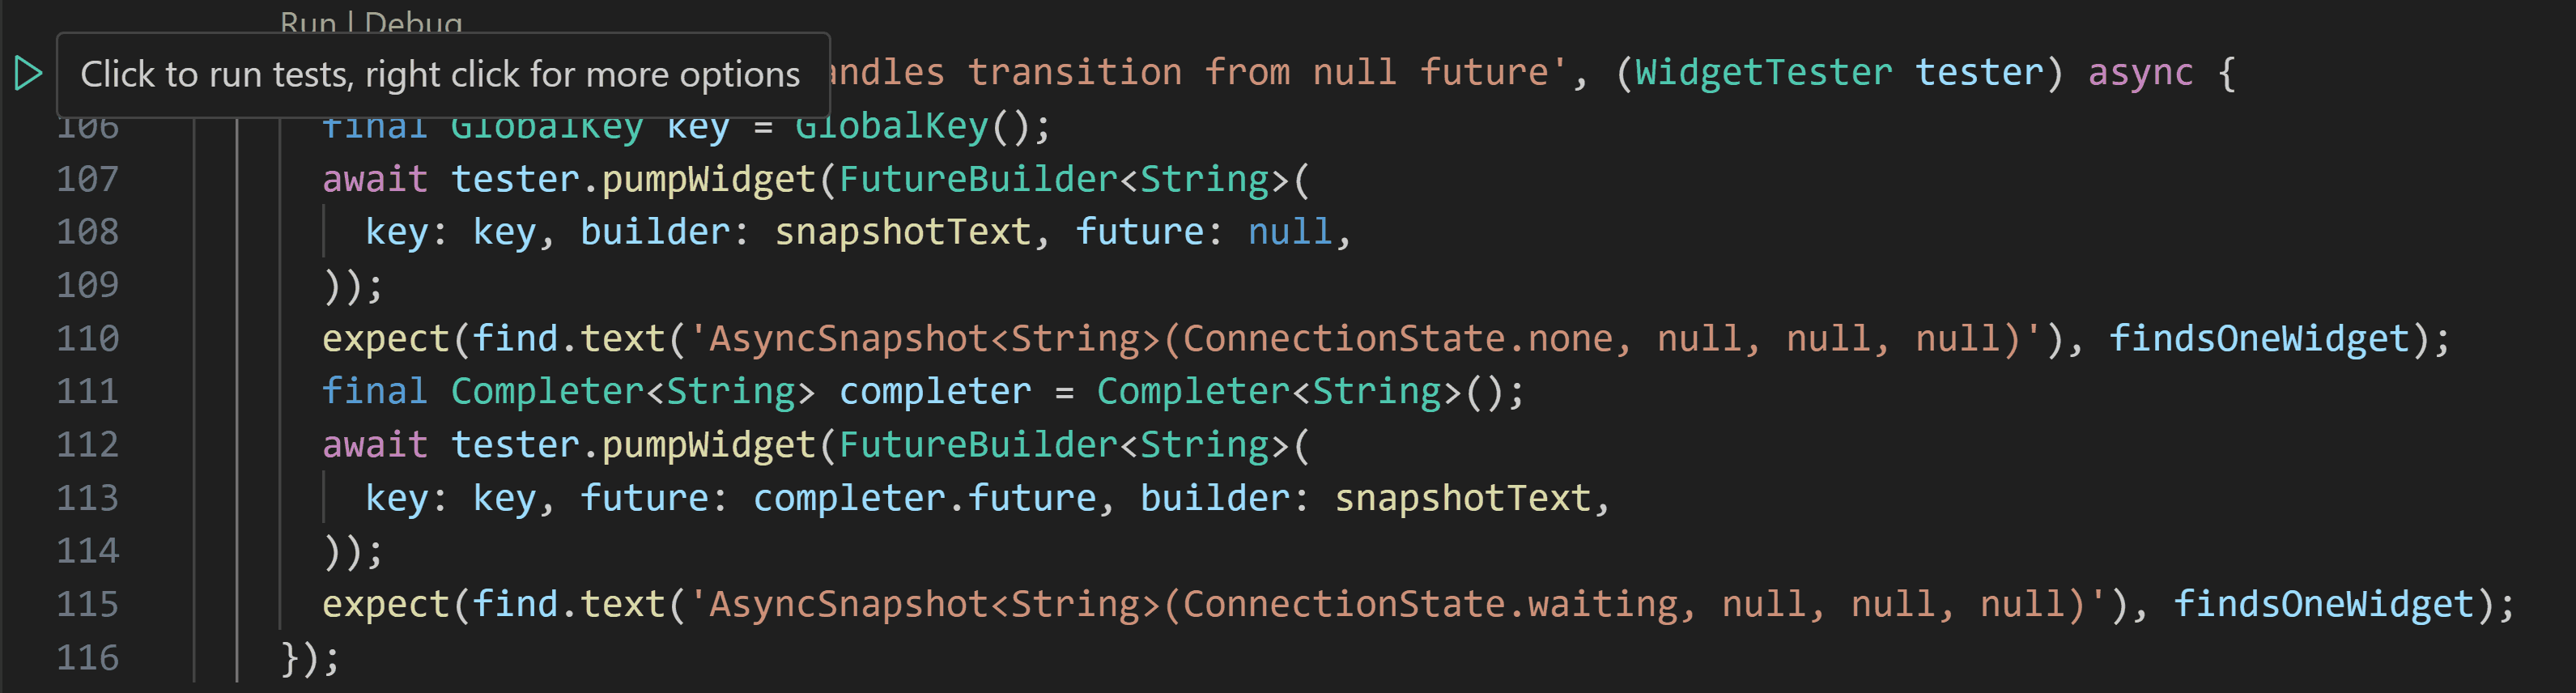 Run | Debug
Click to run tests, right click for more options ndles transition from null future', (WidgetTester tester) async {
106 final GlobalKey key = GlobalKey();
107 await tester.pumpWidget(FutureBuilder<String>(
108 key: key, builder: snapshotText, future: null,
109 ));
110 expect(find.text('AsyncSnapshot<String>(ConnectionState.none, null, null, null)'), findsOneWidget);
111 final Completer<String> completer = Completer<String>();
112 await tester.pumpWidget(FutureBuilder<String>(
113 key: key, future: completer.future, builder: snapshotText,
114 ));
115 expect(find.text('AsyncSnapshot<String>(ConnectionState.waiting, null, null, null)'), findsOneWidget);
116 });